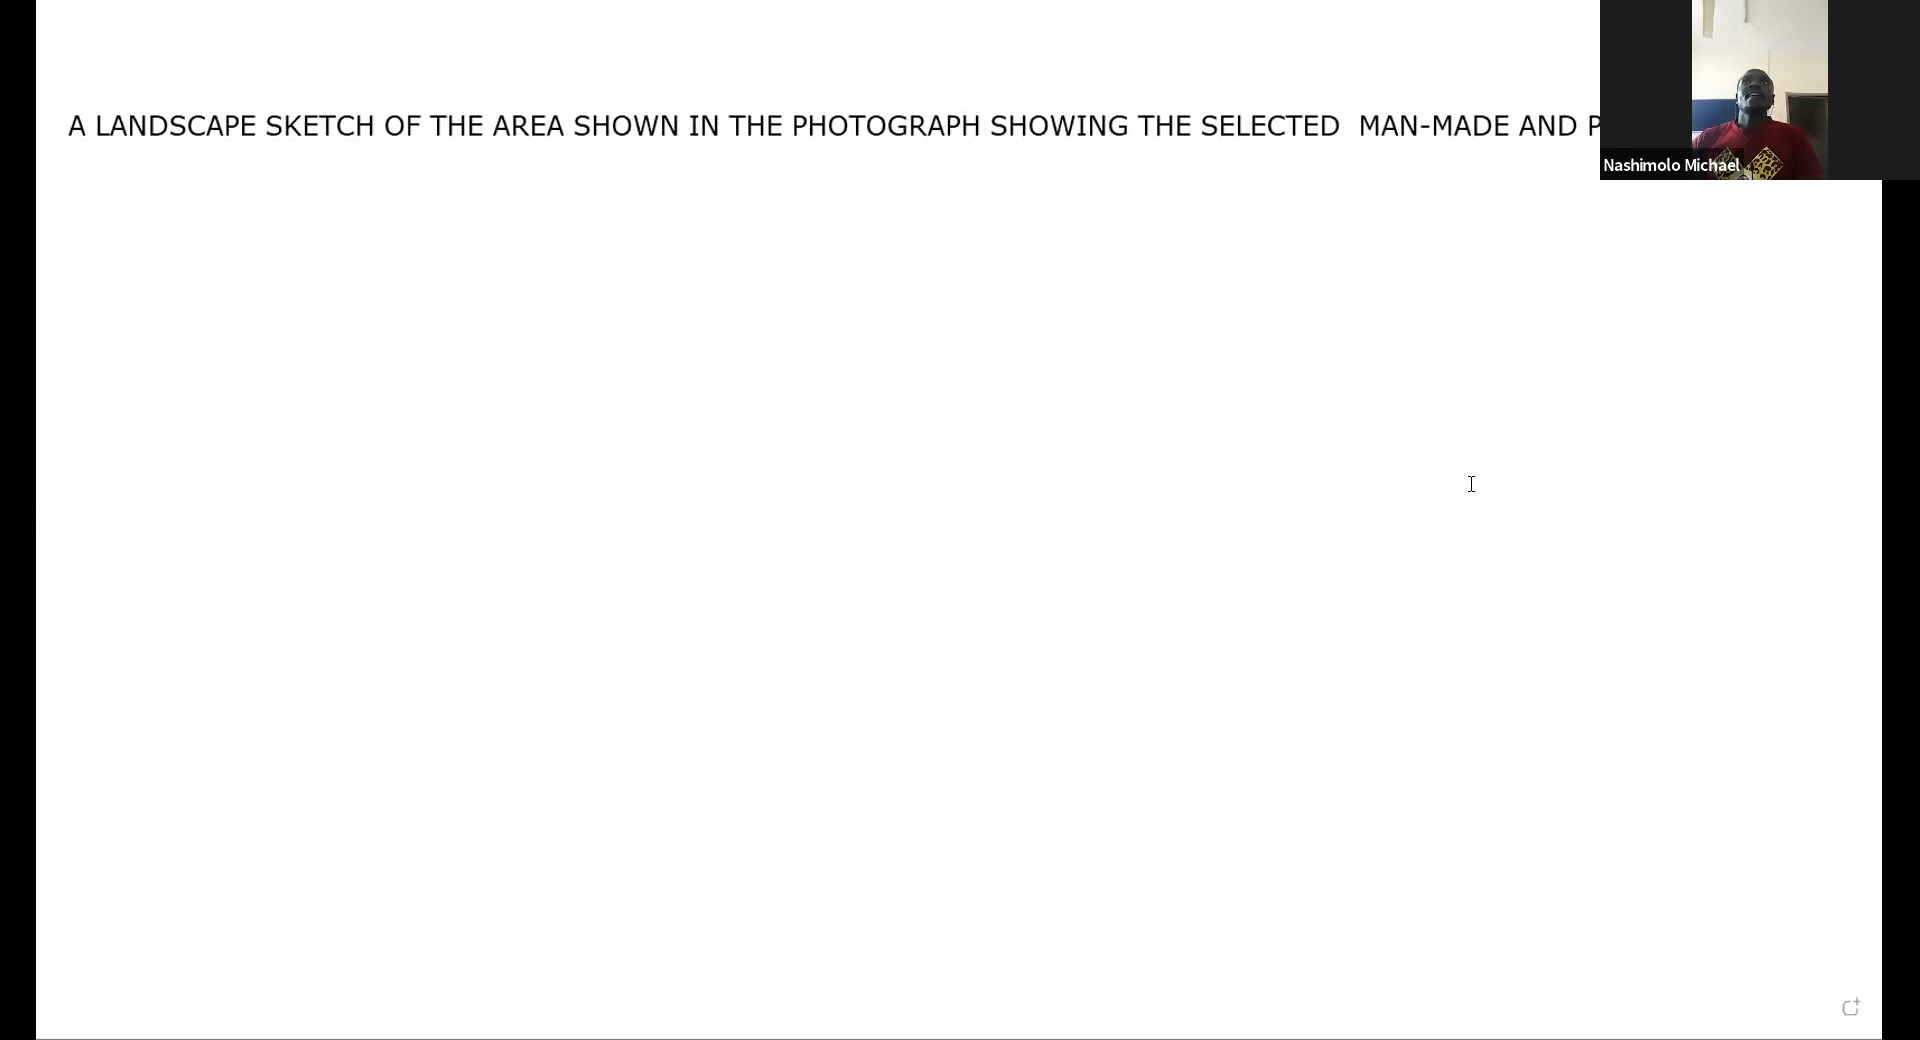 A LANDSCAPE SKETCH OF THE AREA SHOWN IN THE PHOTOGRAPH SHOWING THE SELECTED  MAN-MADE AND P
Nashimolo Michael